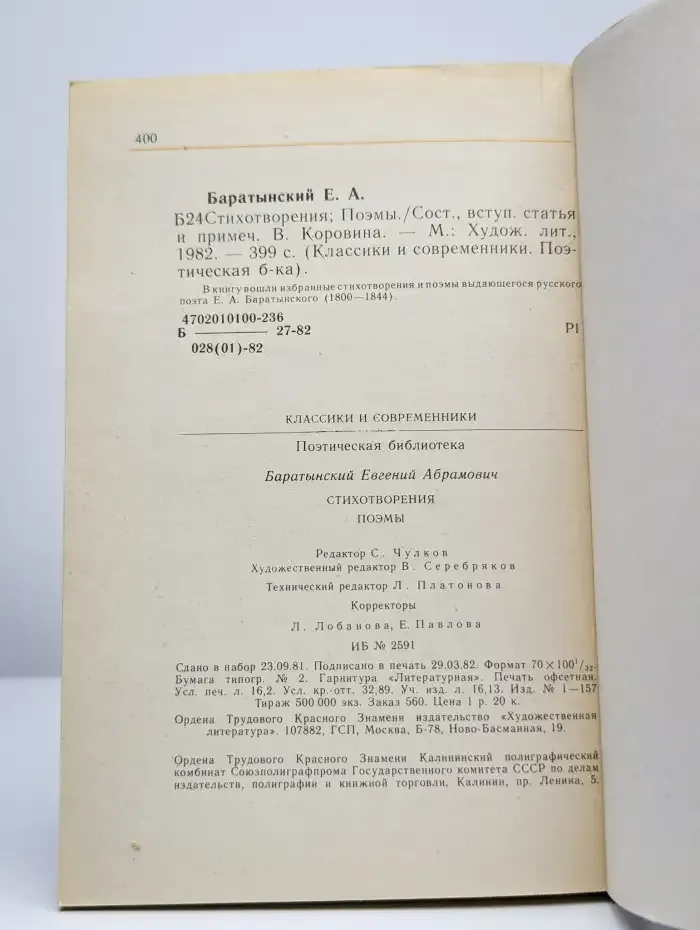 400
Баратынский Е. А.
Б24Стихотворения; Поэмы./Сост., вступ. статья
и примеч. В. Коровина. — М.: Худож. лит.,
1982. — 399 с. (Классики и современники. Поэ-
тическая б-ка).
В книгу вошли избранные стихотворения и поэмы выдающегося русского
поэта Е. А. Баратынского (1800—1844).
4702010100-236
Б ———— 27-82 Р1
028(01)-82
КЛАССИКИ И СОВРЕМЕННИКИ
Поэтическая библиотека
Баратынский Евгений Абрамович
СТИХОТВОРЕНИЯ
ПОЭМЫ
Редактор С. Чулков
Художественный редактор В. Серебряков
Технический редактор Л. Платонова
Корректоры
Л. Лобанова, Е. Павлова
ИБ № 2591
Сдано в набор 23.09.81. Подписано в печать 29.03.82. Формат 70×100¹/₃₂.
Бумага типогр. № 2. Гарнитура «Литературная». Печать офсетная.
Усл. печ. л. 16,2. Усл. кр.-отт. 32,89. Уч. изд. л. 16,13. Изд. № 1—157
Тираж 500 000 экз. Заказ 560. Цена 1 р. 20 к.
Ордена Трудового Красного Знамени издательство «Художественная
литература». 107882, ГСП, Москва, Б-78, Ново-Басманная, 19.
Ордена Трудового Красного Знамени Калининский полиграфический
комбинат Союзполиграфпрома Государственного комитета СССР по делам
издательств, полиграфии и книжной торговли, Калинин, пр. Ленина, 5.